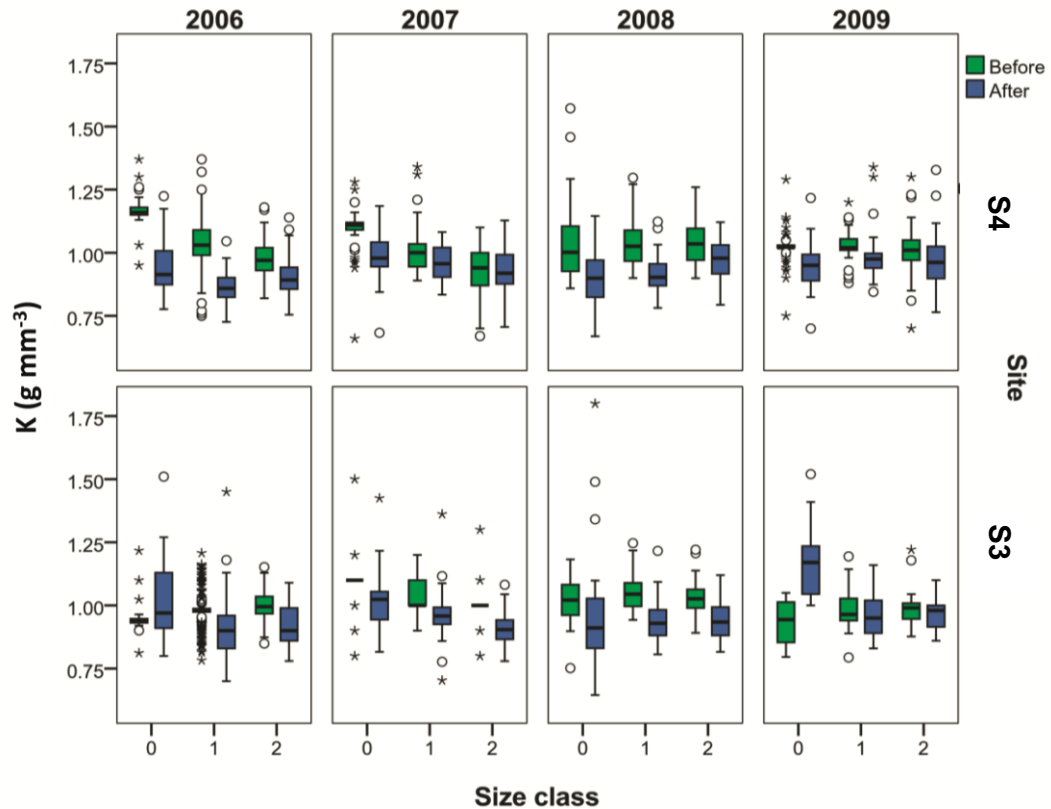 2006 2007 2008 2009
Before
After
1.75
1.50
1.25
1.00
0.75
S4
K (g mm-3)
Site
1.75
1.50
1.25
1.00
0.75
S3
0 1 2 0 1 2 0 1 2 0 1 2
Size class